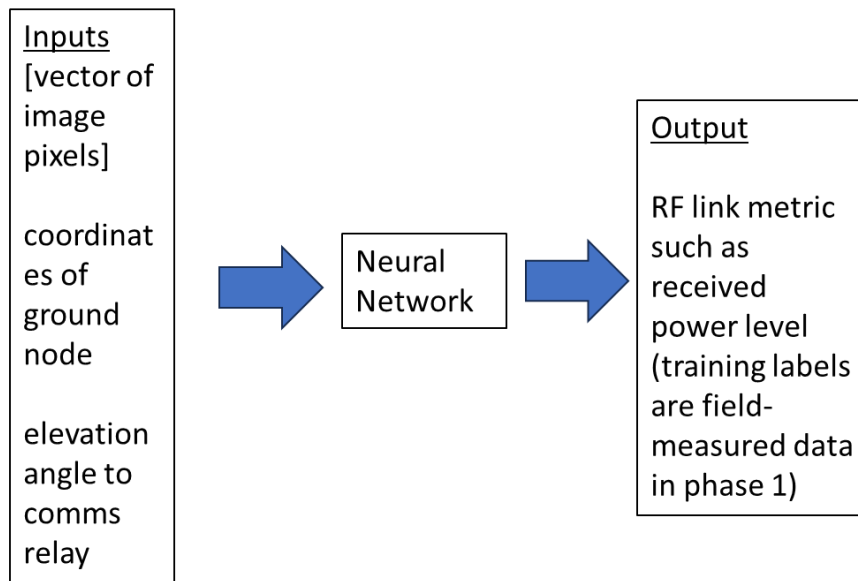 Inputs
[vector of
image
pixels]
coordinat
es of
ground
node
elevation
angle to
comms
relay
Neural
Network
Output
RF link metric
such as
received
power level
(training labels
are field-
measured data
in phase 1)